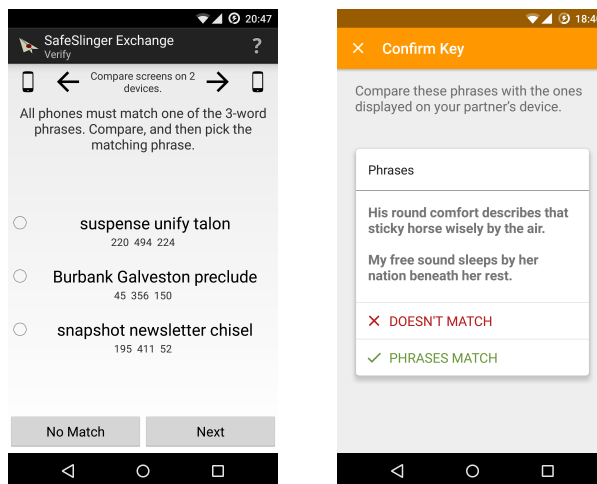 20:47
SafeSlinger Exchange
Verify
?
Compare screens on 2
devices.
All phones must match one of the 3-word
phrases. Compare, and then pick the
matching phrase.
suspense unify talon
220 494 224
Burbank Galveston preclude
45 356 150
snapshot newsletter chisel
195 411 52
No Match
Next
Confirm Key
Compare these phrases with the ones
displayed on your partner's device.
Phrases
His round comfort describes that
sticky horse wisely by the air.
My free sound sleeps by her
nation beneath her rest.
DOESN'T MATCH
PHRASES MATCH